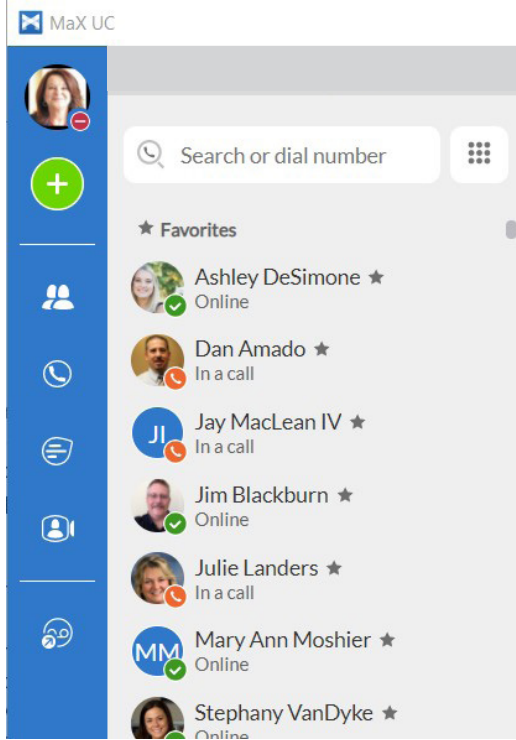 MaX UC
Search or dial number
Favorites
Ashley DeSimone
Online
Dan Amado
In a call
JI
Jay MacLean IV
In a call
Jim Blackburn
Online
Julie Landers
In a call
MM
Mary Ann Moshier
Online
Stephany VanDyke
Online